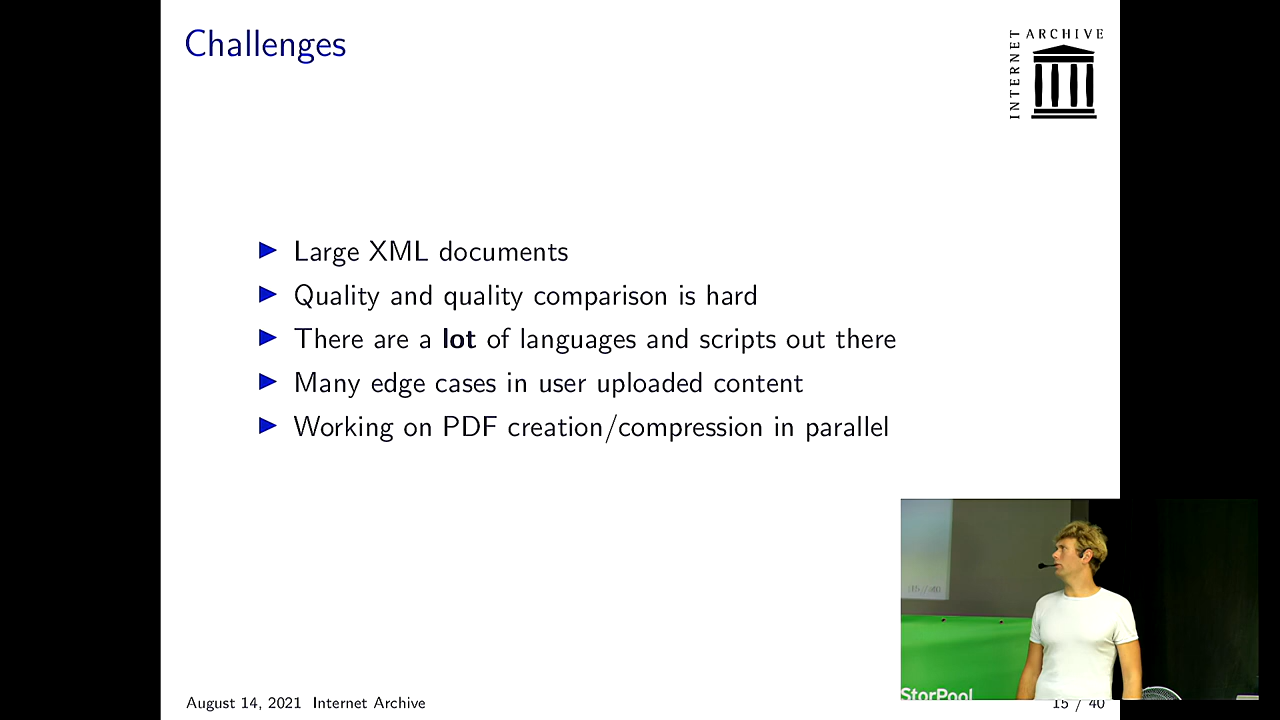 Challenges
INTERNET ARCHIVE
Large XML documents
Quality and quality comparison is hard
There are a lot of languages and scripts out there
Many edge cases in user uploaded content
Working on PDF creation/compression in parallel
15 / 40
StorPool
August 14, 2021 Internet Archive
15 / 40